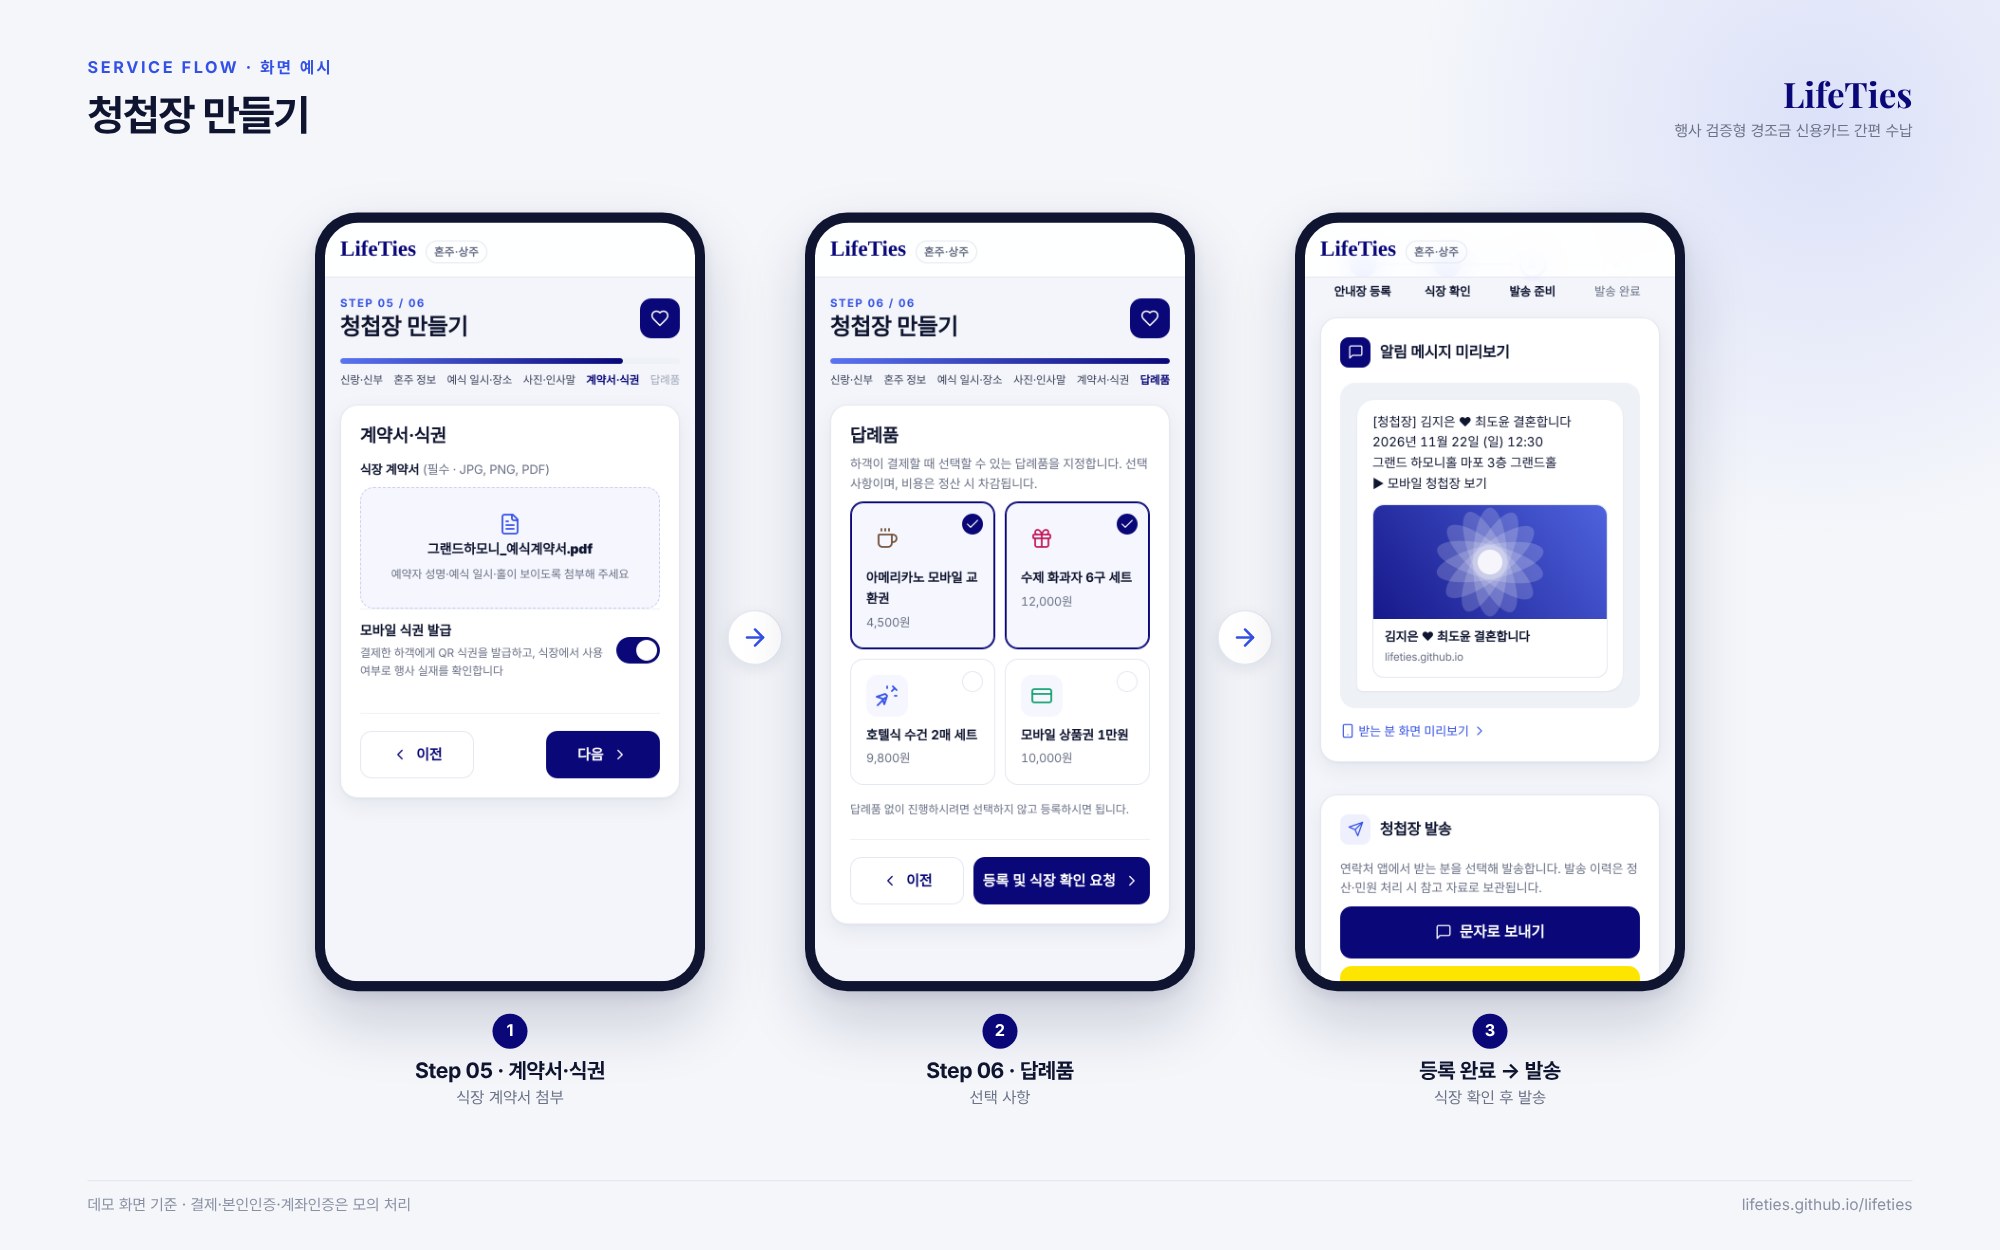 SERVICE FLOW · 화면 예시
청첩장 만들기
LifeTies
행사 검증형 경조금 신용카드 간편 수납
LifeTies 혼주·상주
STEP 05 / 06
청첩장 만들기
신랑·신부 혼주 정보 예식 일시·장소 사진·인사말 계약서·식권 답례품
계약서·식권
식장 계약서 (필수 · JPG, PNG, PDF)
그랜드하모니_예식계약서.pdf
예약자 성명·예식 일시·홀이 보이도록 첨부해 주세요
모바일 식권 발급
결제한 하객에게 QR 식권을 발급하고, 식장에서 사용
여부로 행사 실재를 확인합니다
이전
다음
1
Step 05 · 계약서·식권
식장 계약서 첨부
LifeTies 혼주·상주
STEP 06 / 06
청첩장 만들기
신랑·신부 혼주 정보 예식 일시·장소 사진·인사말 계약서·식권 답례품
답례품
하객이 결제할 때 선택할 수 있는 답례품을 지정합니다. 선택
사항이며, 비용은 정산 시 차감됩니다.
아메리카노 모바일 교
환권
4,500원
수제 화과자 6구 세트
12,000원
호텔식 수건 2매 세트
9,800원
모바일 상품권 1만원
10,000원
답례품 없이 진행하시려면 선택하지 않고 등록하시면 됩니다.
이전
등록 및 식장 확인 요청
2
Step 06 · 답례품
선택 사항
LifeTies 혼주·상주
안내장 등록 식장 확인 발송 준비 발송 완료
알림 메시지 미리보기
[청첩장] 김지은 ♥ 최도윤 결혼합니다
2026년 11월 22일 (일) 12:30
그랜드 하모니홀 마포 3층 그랜드홀
▶ 모바일 청첩장 보기
김지은 ♥ 최도윤 결혼합니다
lifeties.github.io
받는 분 화면 미리보기
청첩장 발송
연락처 앱에서 받는 분을 선택해 발송합니다. 발송 이력은 정
산·민원 처리 시 참고 자료로 보관됩니다.
문자로 보내기
3
등록 완료 → 발송
식장 확인 후 발송
데모 화면 기준 · 결제·본인인증·계좌인증은 모의 처리
lifeties.github.io/lifeties